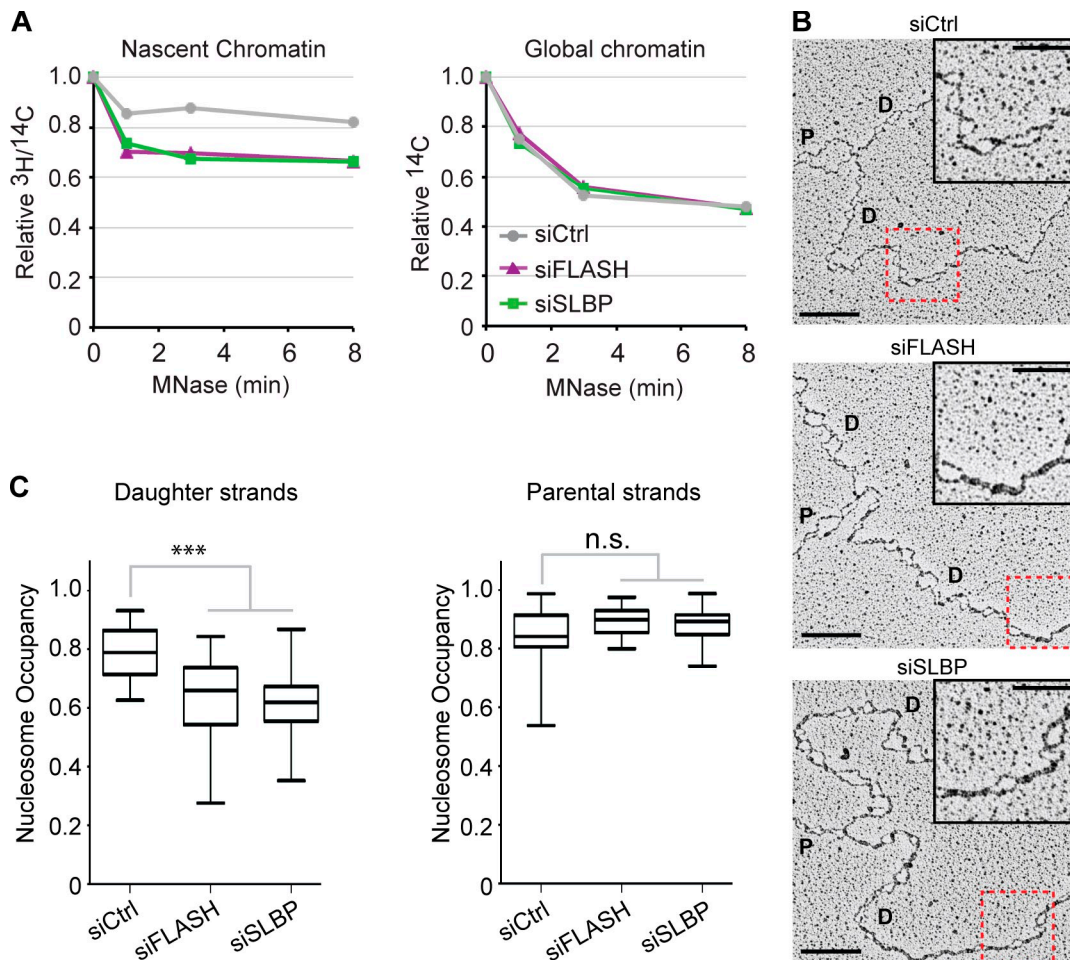 A
Nascent Chromatin
Relative ³H/¹⁴C
1.0
0.8
0.6
0.4
0.2
0
0 2 4 6 8
MNase (min)
Global chromatin
Relative ¹⁴C
1.0
0.8
0.6
0.4
0.2
0
siCtrl
siFLASH
siSLBP
0 2 4 6 8
MNase (min)
B
siCtrl
P
D
D
siFLASH
D
P
D
siSLBP
D
P
D
C
Daughter strands
***
Nucleosome Occupancy
1.0
0.8
0.6
0.4
0.2
0
siCtrl
siFLASH
siSLBP
Parental strands
n.s.
Nucleosome Occupancy
1.0
0.8
0.6
0.4
0.2
0
siCtrl
siFLASH
siSLBP